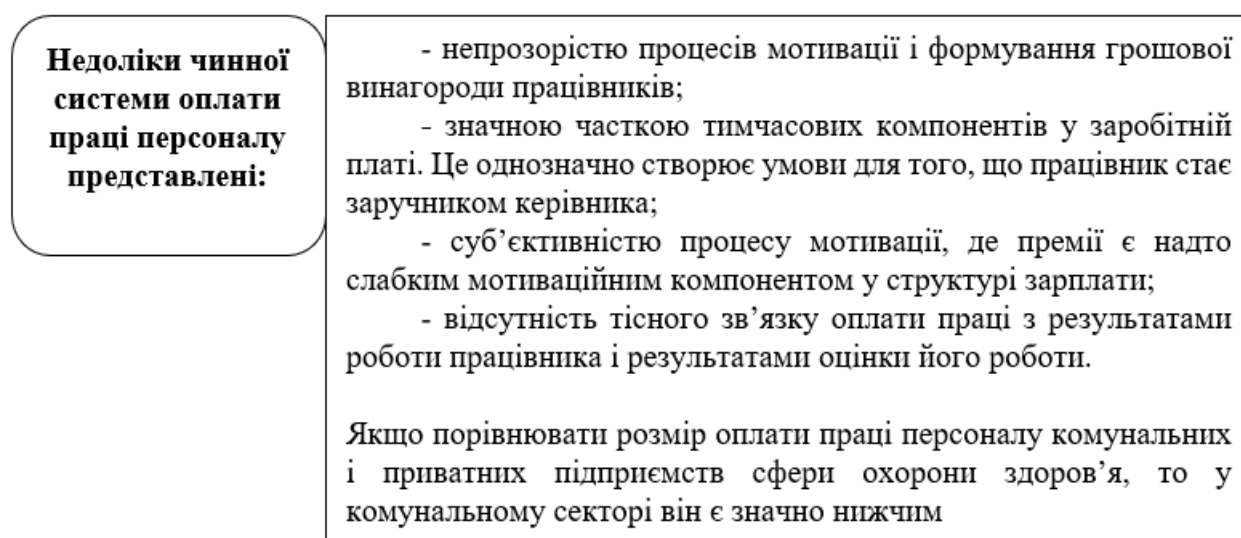 Недоліки чинної
системи оплати
праці персоналу
представлені:
- непрозорістю процесів мотивації і формування грошової
винагороди працівників;
- значною часткою тимчасових компонентів у заробітній
платі. Це однозначно створює умови для того, що працівник стає
заручником керівника;
- суб’єктивністю процесу мотивації, де премії є надто
слабким мотиваційним компонентом у структурі зарплати;
- відсутність тісного зв’язку оплати праці з результатами
роботи працівника і результатами оцінки його роботи.
Якщо порівнювати розмір оплати праці персоналу комунальних
і приватних підприємств сфери охорони здоров’я, то у
комунальному секторі він є значно нижчим